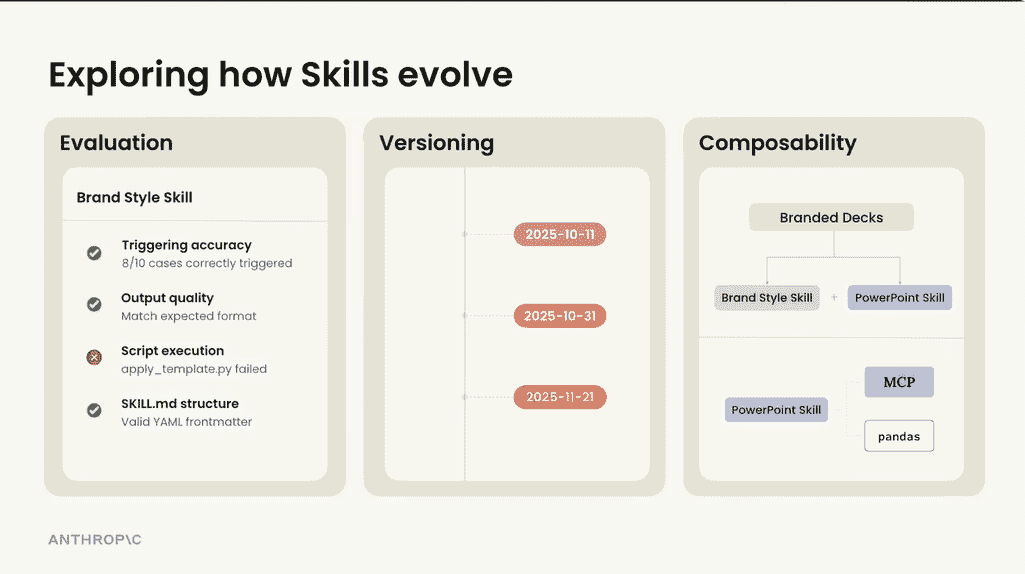 Exploring how Skills evolve
Evaluation
Brand Style Skill
Triggering accuracy
8/10 cases correctly triggered
Output quality
Match expected format
Script execution
apply_template.py failed
SKILL.md structure
Valid YAML frontmatter
Versioning
2025-10-11
2025-10-31
2025-11-21
Composability
Branded Decks
Brand Style Skill + PowerPoint Skill
MCP
PowerPoint Skill
pandas
ANTHROP\C